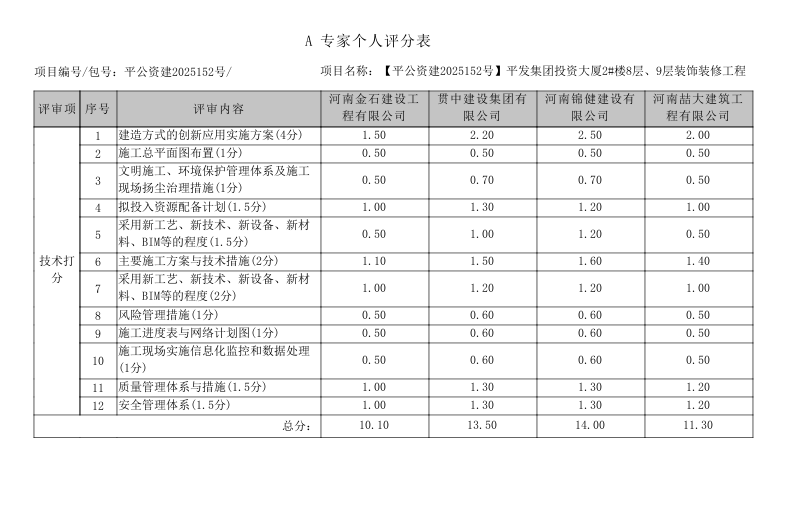 A 专家个人评分表
项目编号/包号: 平公资建2025152号/ 项目名称: 【平公资建2025152号】平发集团投资大厦2#楼8层、9层装饰装修工程
评审项 序号 评审内容 河南金石建设工程有限公司 贯中建设集团有限公司 河南锦健建设有限公司 河南喆大建筑工程有限公司
技术打分
1 建造方式的创新应用实施方案(4分) 1.50 2.20 2.50 2.00
2 施工总平面图布置(1分) 0.50 0.50 0.50 0.50
3 文明施工、环境保护管理体系及施工现场扬尘治理措施(1分) 0.50 0.70 0.70 0.50
4 拟投入资源配备计划(1.5分) 1.00 1.30 1.20 1.00
5 采用新工艺、新技术、新设备、新材料、BIM等的程度(1.5分) 0.50 1.00 1.20 0.50
6 主要施工方案与技术措施(2分) 1.10 1.50 1.60 1.40
7 采用新工艺、新技术、新设备、新材料、BIM等的程度(2分) 1.00 1.20 1.20 1.00
8 风险管理措施(1分) 0.50 0.60 0.60 0.50
9 施工进度表与网络计划图(1分) 0.50 0.60 0.60 0.50
10 施工现场实施信息化监控和数据处理(1分) 0.50 0.60 0.60 0.50
11 质量管理体系与措施(1.5分) 1.00 1.30 1.30 1.20
12 安全管理体系(1.5分) 1.00 1.30 1.30 1.20
总分: 10.10 13.50 14.00 11.30